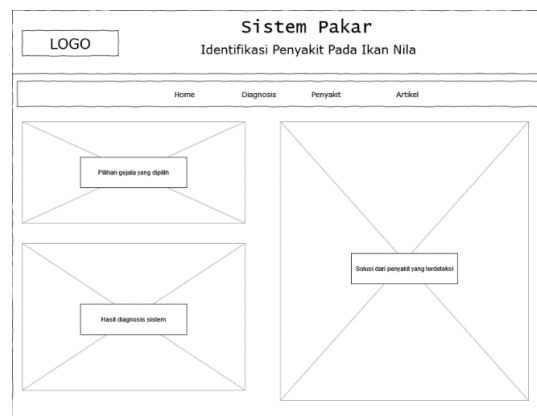 LOGO
Sistem Pakar
Identifikasi Penyakit Pada Ikan Nila
Home Diagnosis Penyakit Artikel
Pilihan gejala yang dipilih
Hasil diagnosis sistem
Solusi dari penyakit yang terdeteksi